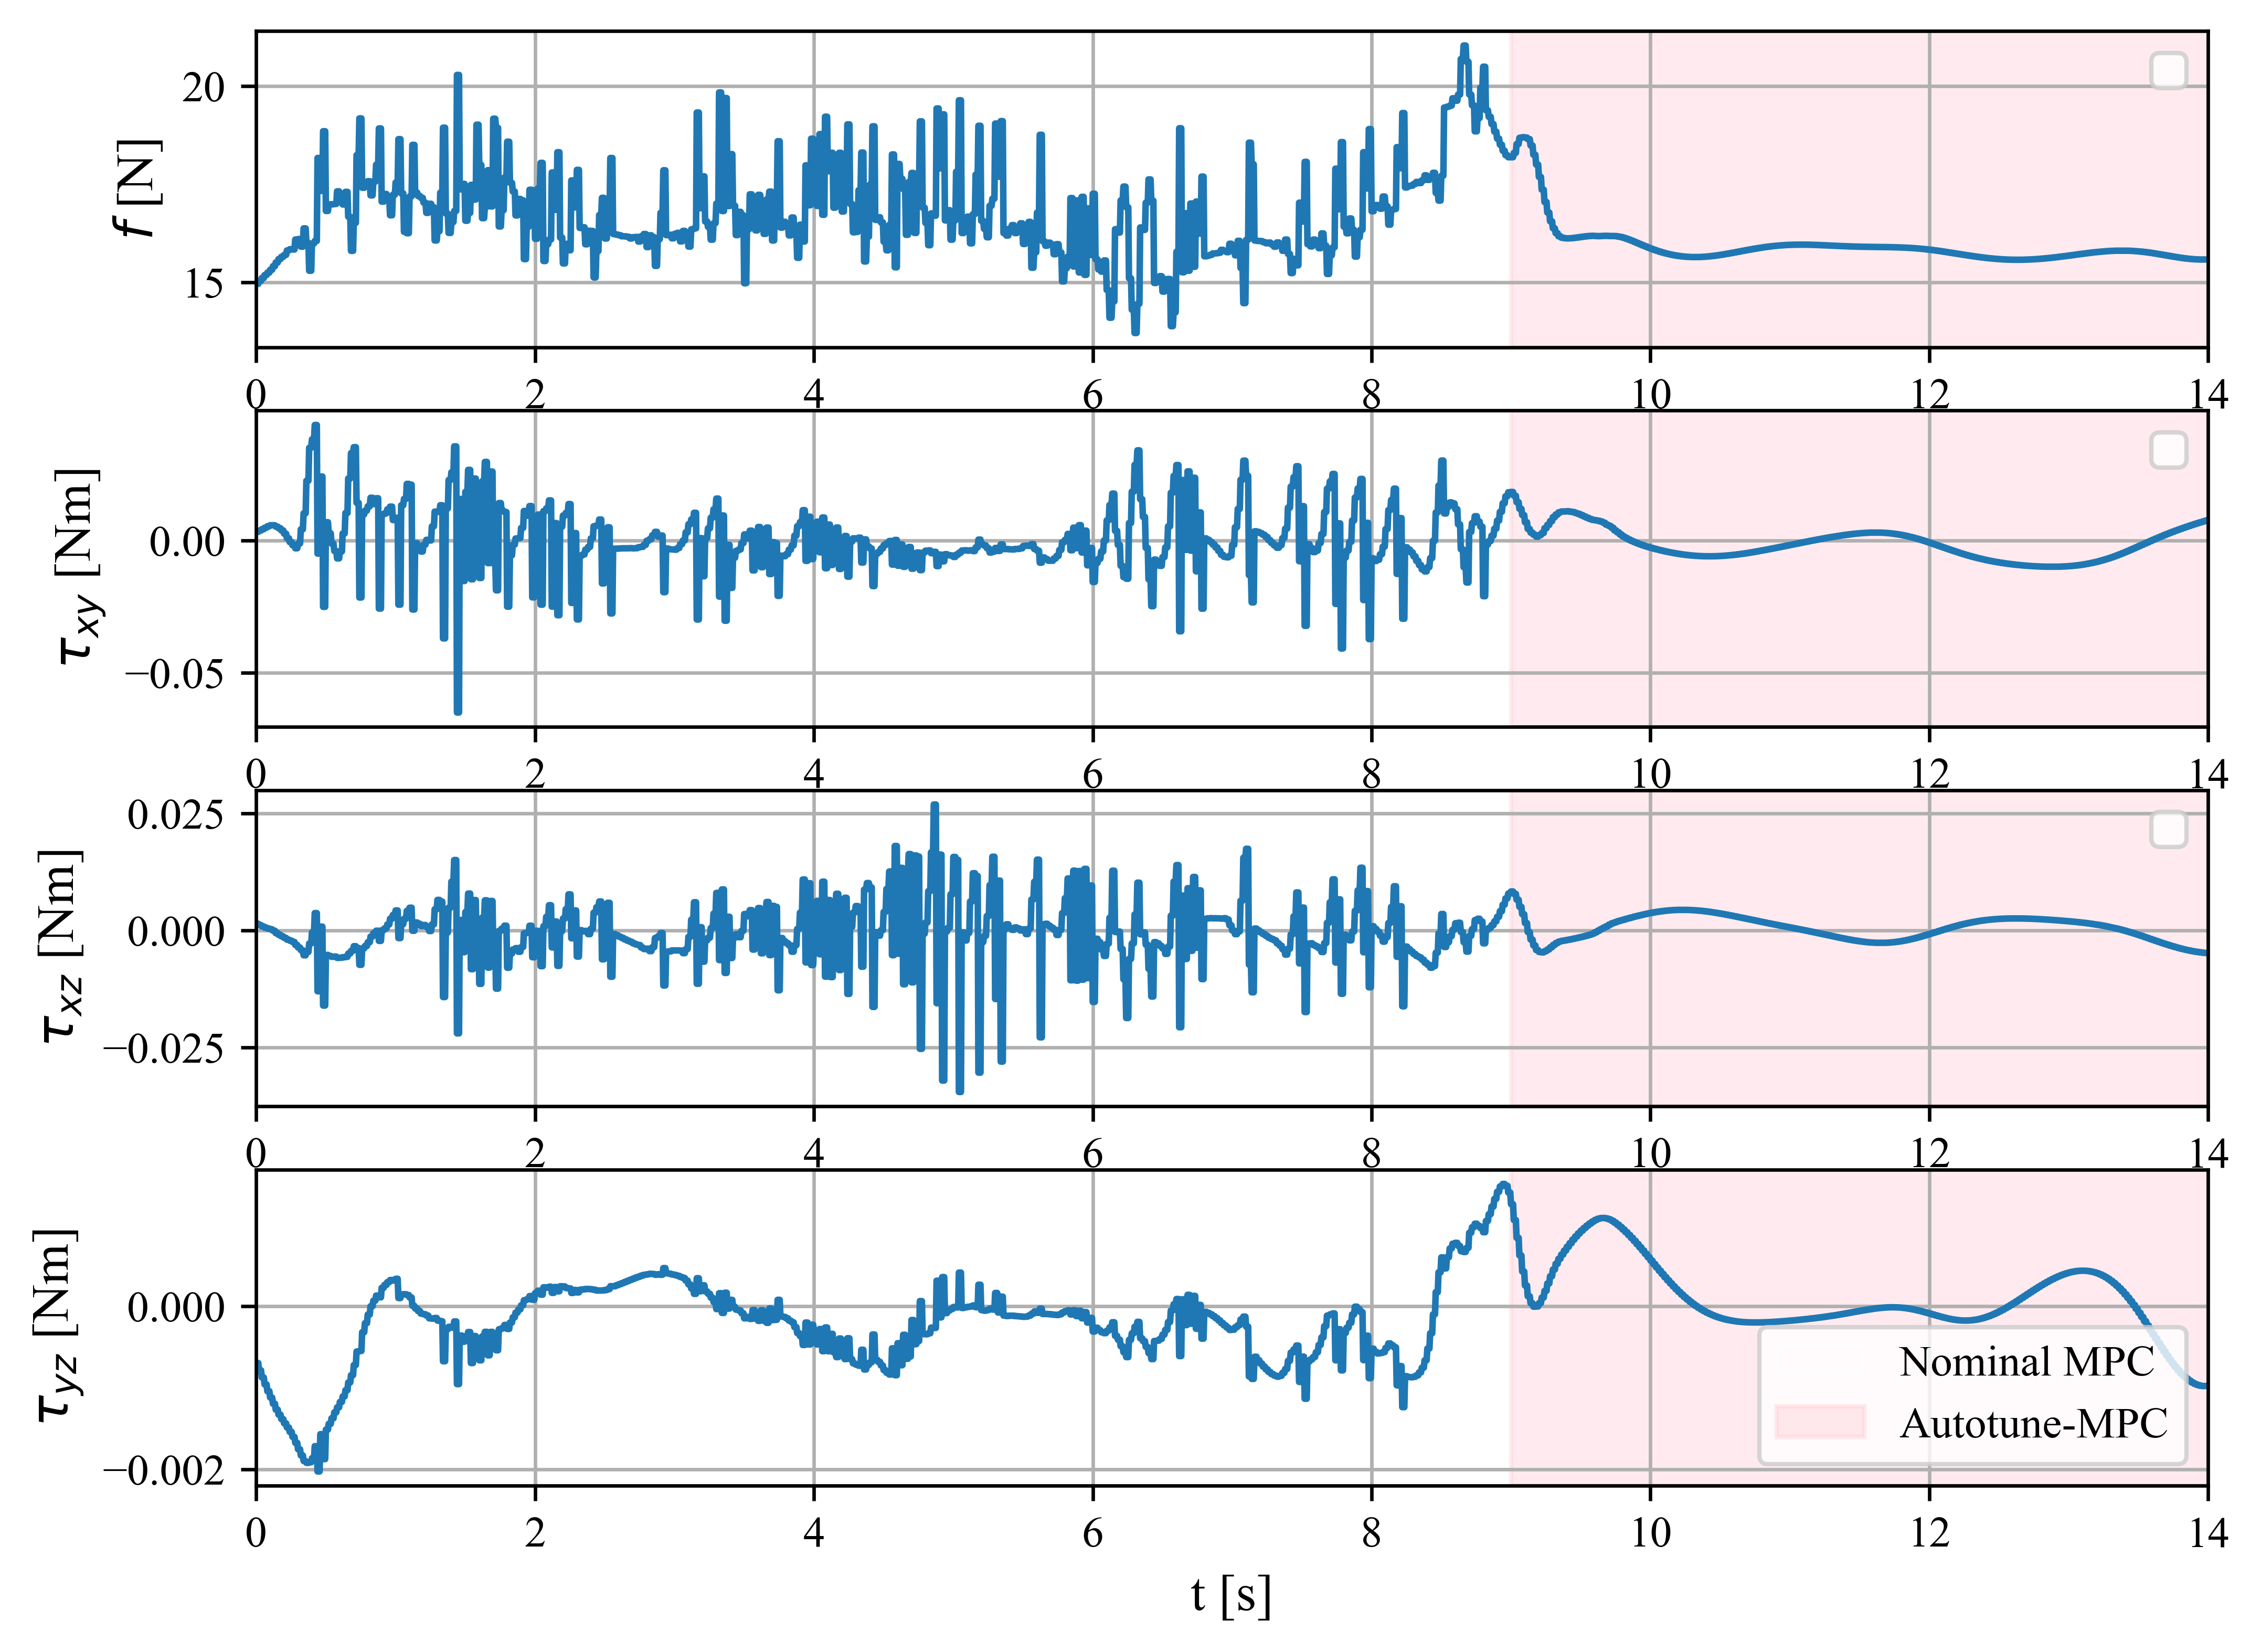 f [N]
20
15
0 2 4 6 8 10 12 14
τxy [Nm]
0.00
−0.05
0 2 4 6 8 10 12 14
τxz [Nm]
0.025
0.000
−0.025
0 2 4 6 8 10 12 14
τyz [Nm]
0.000
−0.002
Nominal MPC
Autotune-MPC
0 2 4 6 8 10 12 14
t [s]